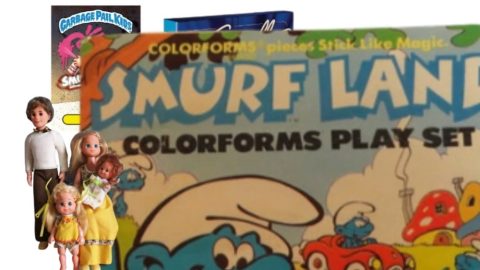 GARBAGE PAIL KIDS
COLORFORMS® pieces Stick Like Magic.
SMURF LAND
COLORFORMS PLAY SET